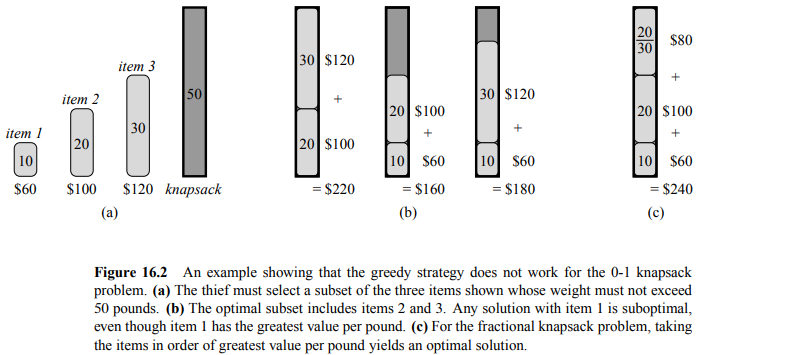 item 1
10
$60
item 2
20
$100
item 3
30
$120
50
knapsack
(a)
30 $120
+
20 $100
= $220
20 $100
+
10 $60
= $160
30 $120
+
10 $60
= $180
(b)
20
30
$80
+
20 $100
+
10 $60
= $240
(c)
Figure 16.2 An example showing that the greedy strategy does not work for the 0-1 knapsack
problem. (a) The thief must select a subset of the three items shown whose weight must not exceed
50 pounds. (b) The optimal subset includes items 2 and 3. Any solution with item 1 is suboptimal,
even though item 1 has the greatest value per pound. (c) For the fractional knapsack problem, taking
the items in order of greatest value per pound yields an optimal solution.